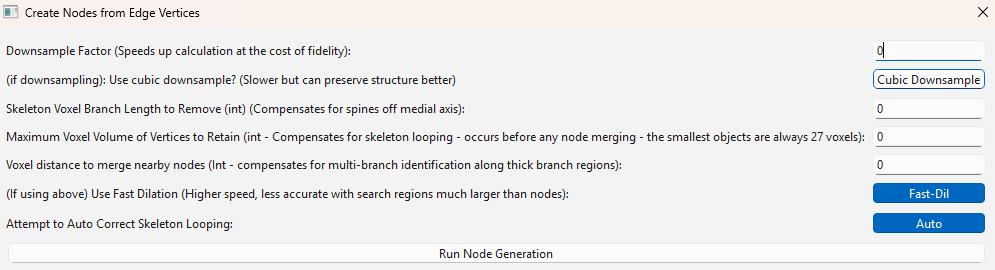 Create Nodes from Edge Vertices
Downsample Factor (Speeds up calculation at the cost of fidelity): 0
(if downsampling): Use cubic downsample? (Slower but can preserve structure better) Cubic Downsample
Skeleton Voxel Branch Length to Remove (int) (Compensates for spines off medial axis): 0
Maximum Voxel Volume of Vertices to Retain (int - Compensates for skeleton looping - occurs before any node merging - the smallest objects are always 27 voxels): 0
Voxel distance to merge nearby nodes (Int - compensates for multi-branch identification along thick branch regions): 0
(If using above) Use Fast Dilation (Higher speed, less accurate with search regions much larger than nodes): Fast-Dil
Attempt to Auto Correct Skeleton Looping: Auto
Run Node Generation